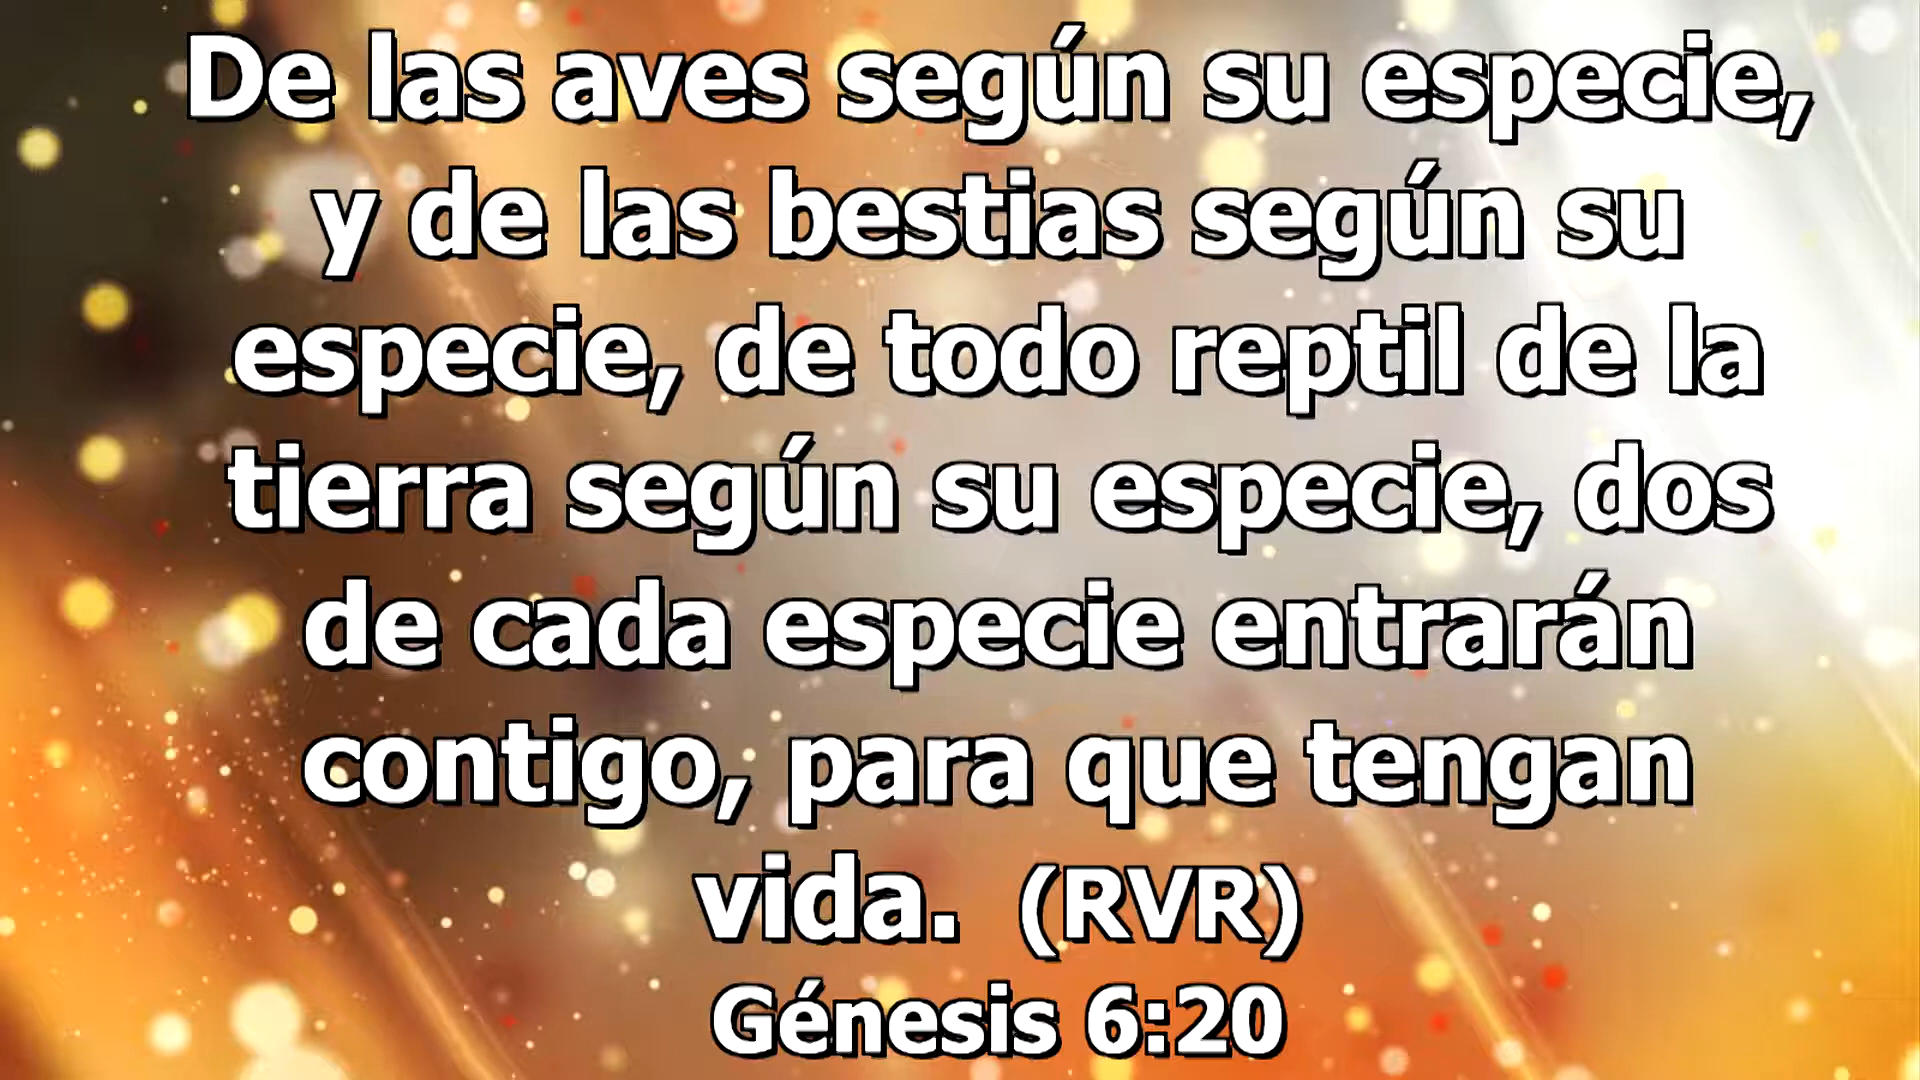 De las aves según su especie,
y de las bestias según su
especie, de todo reptil de la
tierra según su especie, dos
de cada especie entrarán
contigo, para que tengan
vida.  (RVR)
Génesis 6:20